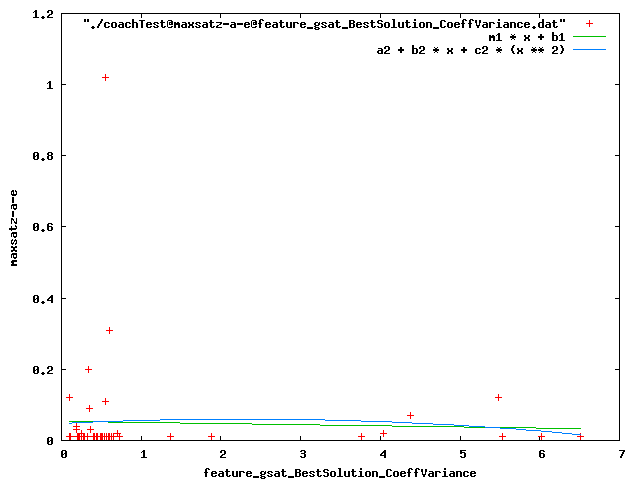 "./coachTest@maxsatz-a-e@feature_gsat_BestSolution_CoeffVariance.dat"
m1 * x + b1
a2 + b2 * x + c2 * (x ** 2)
1.2
1
0.8
0.6
0.4
0.2
0
maxsatz-a-e
0 1 2 3 4 5 6 7
feature_gsat_BestSolution_CoeffVariance